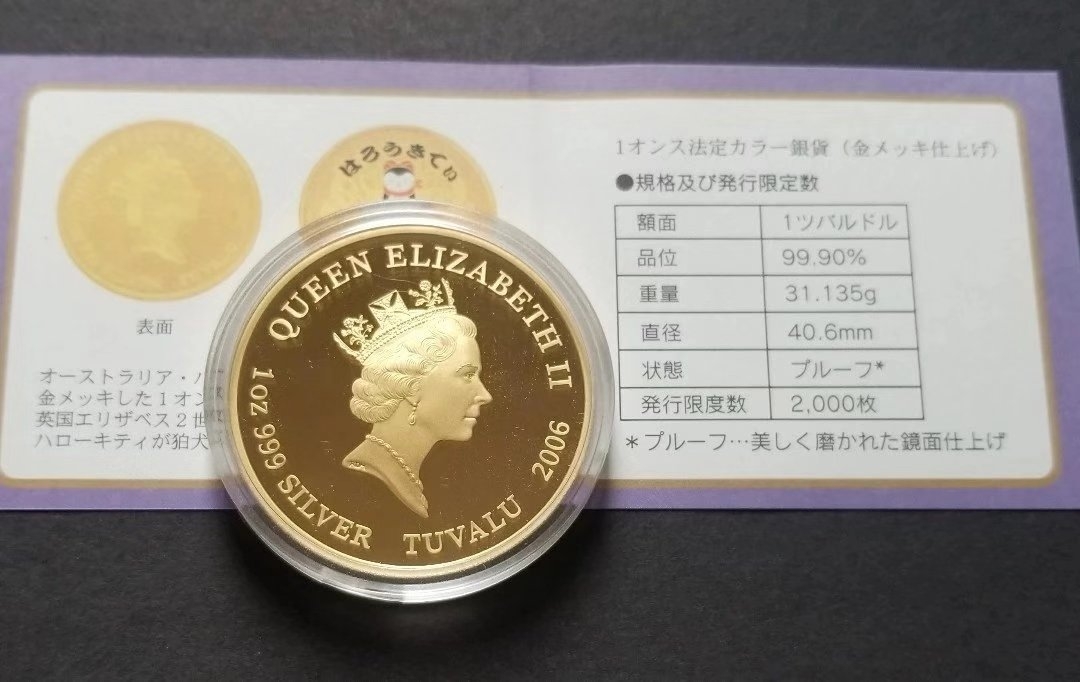 はろうきてぃ
表面
オーストラリア・パ
金メッキした1オン
英国エリザベス2世
ハローキティが狛犬
QUEEN ELIZABETH II
1oz 999 SILVER TUVALU 2006
1オンス法定カラー銀貨（金メッキ仕上げ）
●規格及び発行限定数
額面 1ツバルドル
品位 99.90%
重量 31.135g
直径 40.6mm
状態 プルーフ*
発行限度数 2,000枚
*プルーフ…美しく磨かれた鏡面仕上げ